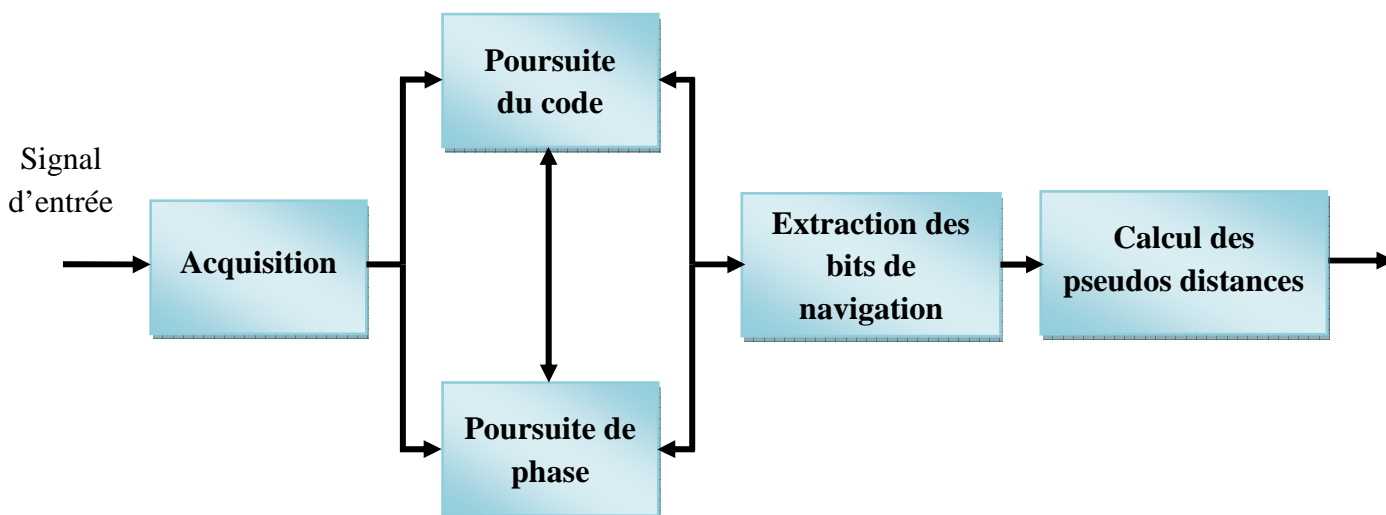 Signal
d’entrée
Acquisition
Poursuite
du code
Poursuite de
phase
Extraction des
bits de
navigation
Calcul des
pseudos distances